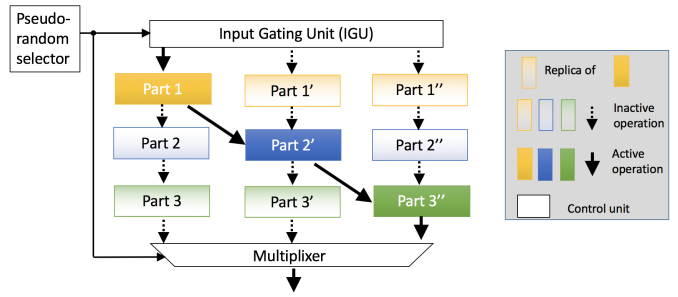 Pseudo-
random
selector
Input Gating Unit (IGU)
Part 1
Part 1’
Part 1’’
Part 2
Part 2’
Part 2’’
Part 3
Part 3’
Part 3’’
Multiplixer
Replica of
Inactive
operation
Active
operation
Control unit